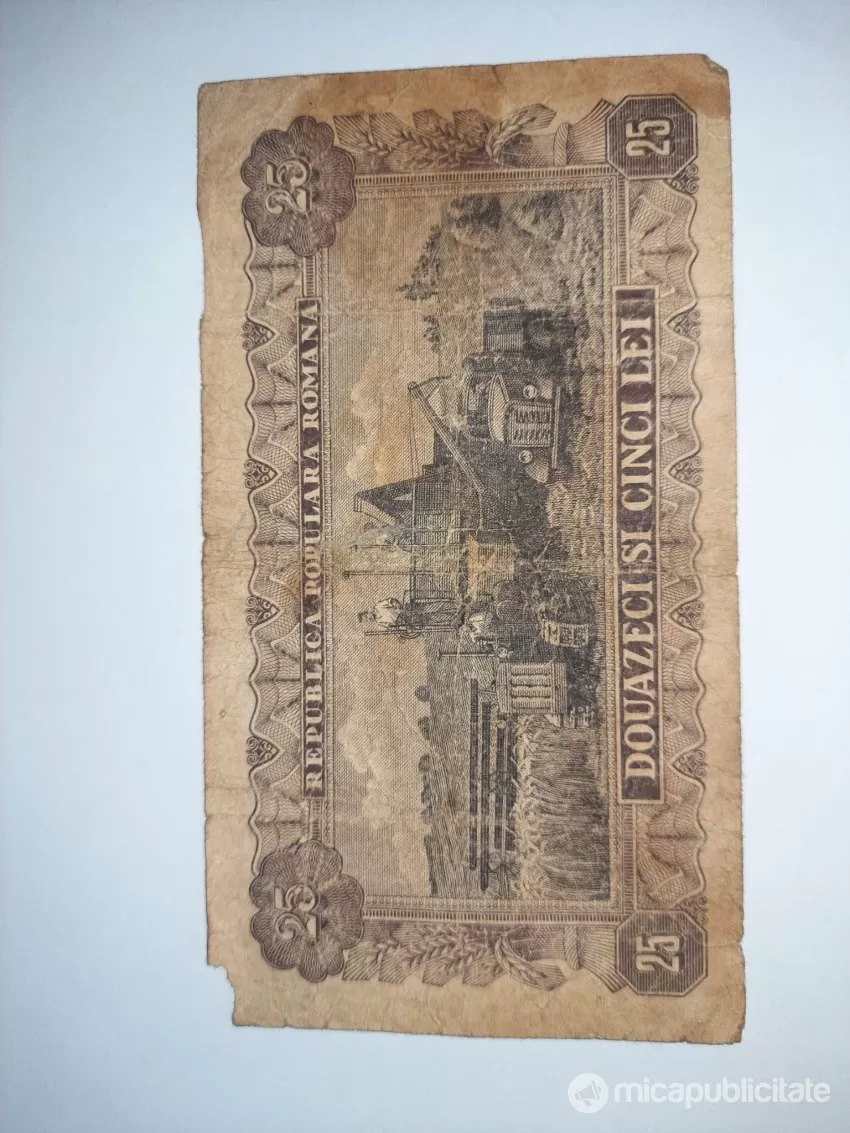 25
REPUBLICA POPULARA ROMANA
25
25
DOUAZECI SI CINCI LEI
25
micapublicitate